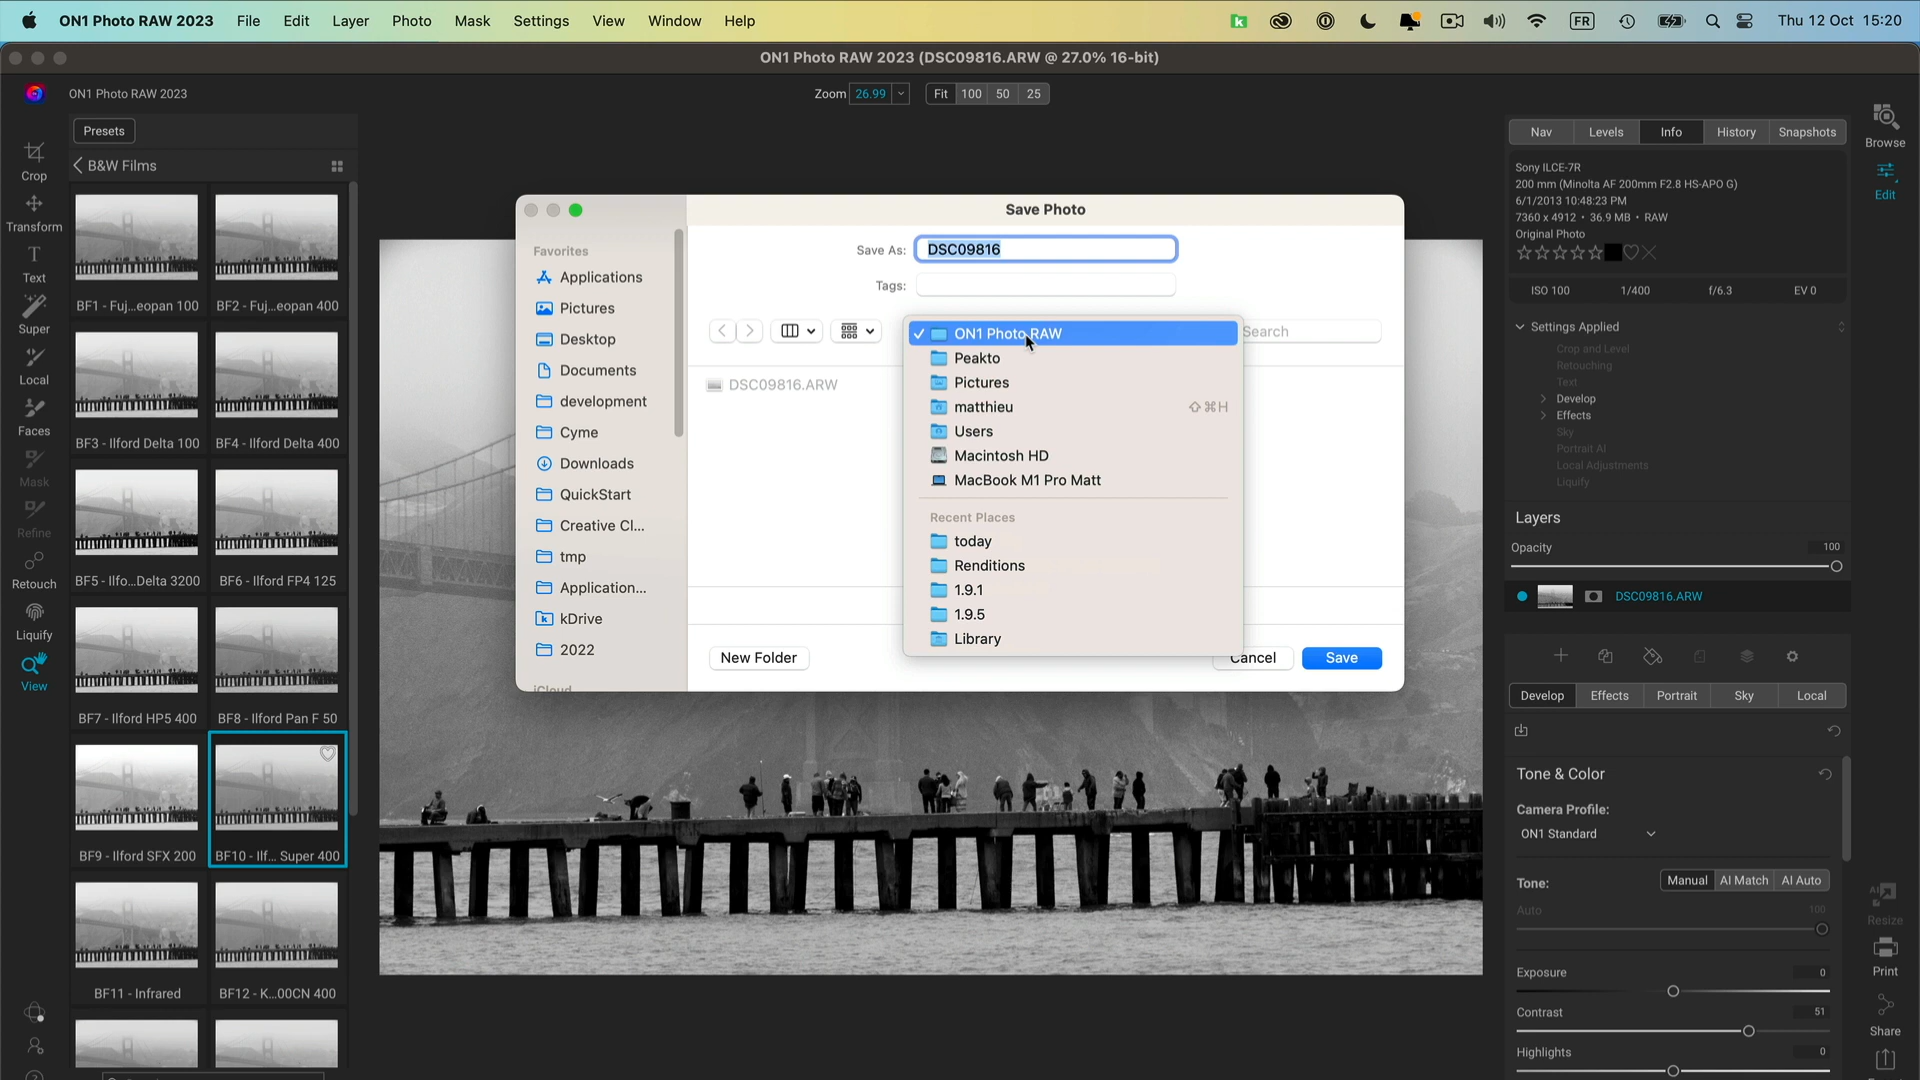 ON1 Photo RAW 2023 File Edit Layer Photo Mask Settings View Window Help FR Thu 12 Oct 15:20
ON1 Photo RAW 2023 (DSC09816.ARW @ 27.0% 16-bit)
ON1 Photo RAW 2023
Zoom 26.99 Fit 100 50 25
Crop
Transform
Text
Super
Local
Faces
Mask
Refine
Retouch
Liquify
View
Presets
B&W Films
BF1 - Fuj...eopan 100
BF2 - Fuj...eopan 400
BF3 - Ilford Delta 100
BF4 - Ilford Delta 400
BF5 - Ilfo...Delta 3200
BF6 - Ilford FP4 125
BF7 - Ilford HP5 400
BF8 - Ilford Pan F 50
BF9 - Ilford SFX 200
BF10 - Ilf... Super 400
BF11 - Infrared
BF12 - K...00CN 400
Save Photo
Save As: DSC09816
Tags:
Favorites
Applications
Pictures
Desktop
Documents
development
Cyme
Downloads
QuickStart
Creative Cl...
tmp
Application...
kDrive
2022
iCloud
Search
DSC09816.ARW
ON1 Photo RAW
Peakto
Pictures
matthieu ⇧⌘H
Users
Macintosh HD
MacBook M1 Pro Matt
Recent Places
today
Renditions
1.9.1
1.9.5
Library
New Folder
Cancel
Save
Nav Levels Info History Snapshots
Sony ILCE-7R
200 mm (Minolta AF 200mm F2.8 HS-APO G)
6/1/2013 10:48:23 PM
7360 x 4912 • 36.9 MB • RAW
Original Photo
ISO 100 1/400 f/6.3 EV 0
Settings Applied
Crop and Level
Retouching
Text
Develop
Effects
Sky
Portrait AI
Local Adjustments
Liquify
Layers
Opacity 100
DSC09816.ARW
Develop Effects Portrait Sky Local
Tone & Color
Camera Profile:
ON1 Standard
Tone: Manual AI Match AI Auto
Auto 100
Exposure 0
Contrast 51
Highlights 0
Browse
Edit
AI
Resize
Print
Share